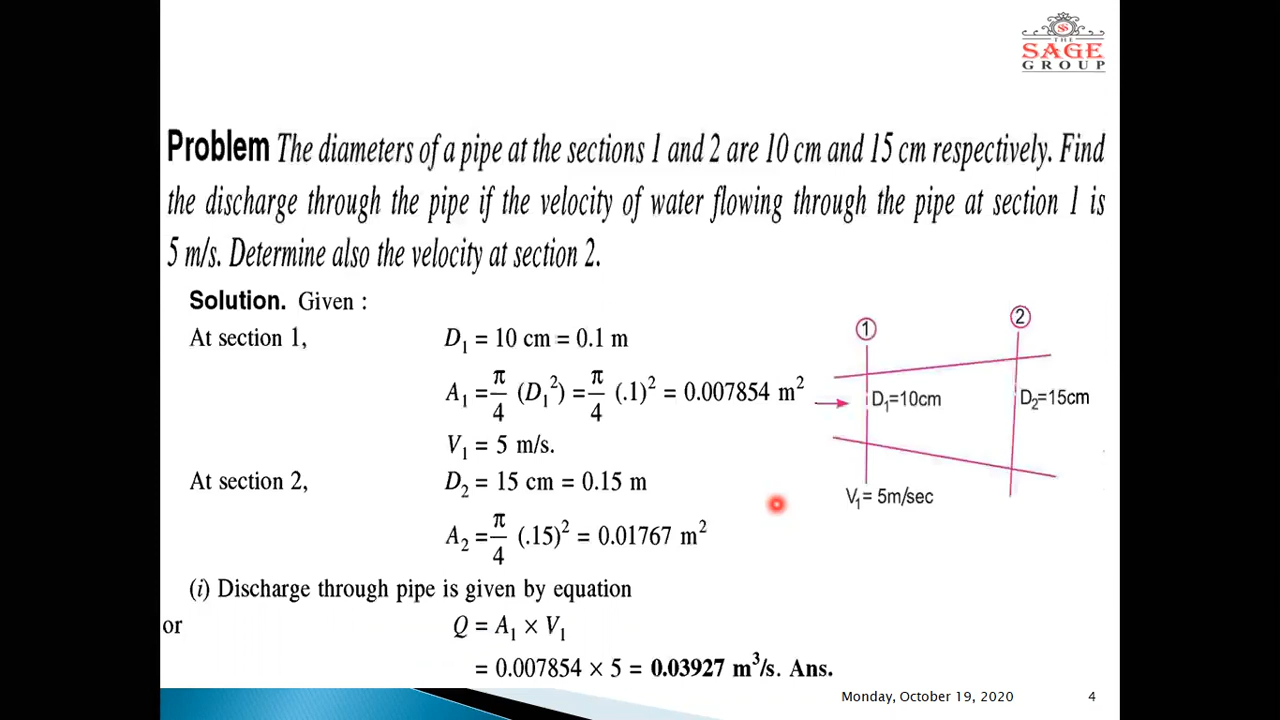 THE
SAGE
GROUP
Problem The diameters of a pipe at the sections 1 and 2 are 10 cm and 15 cm respectively. Find
the discharge through the pipe if the velocity of water flowing through the pipe at section 1 is
5 m/s. Determine also the velocity at section 2.
Solution. Given :
At section 1, D₁ = 10 cm = 0.1 m
A₁ = π/4 (D₁²) = π/4 (.1)² = 0.007854 m²
V₁ = 5 m/s.
At section 2, D₂ = 15 cm = 0.15 m
A₂ = π/4 (.15)² = 0.01767 m²
(i) Discharge through pipe is given by equation
or Q = A₁ × V₁
= 0.007854 × 5 = 0.03927 m³/s. Ans.
① ②
D₁=10cm D₂=15cm
V₁= 5m/sec
Monday, October 19, 2020 4